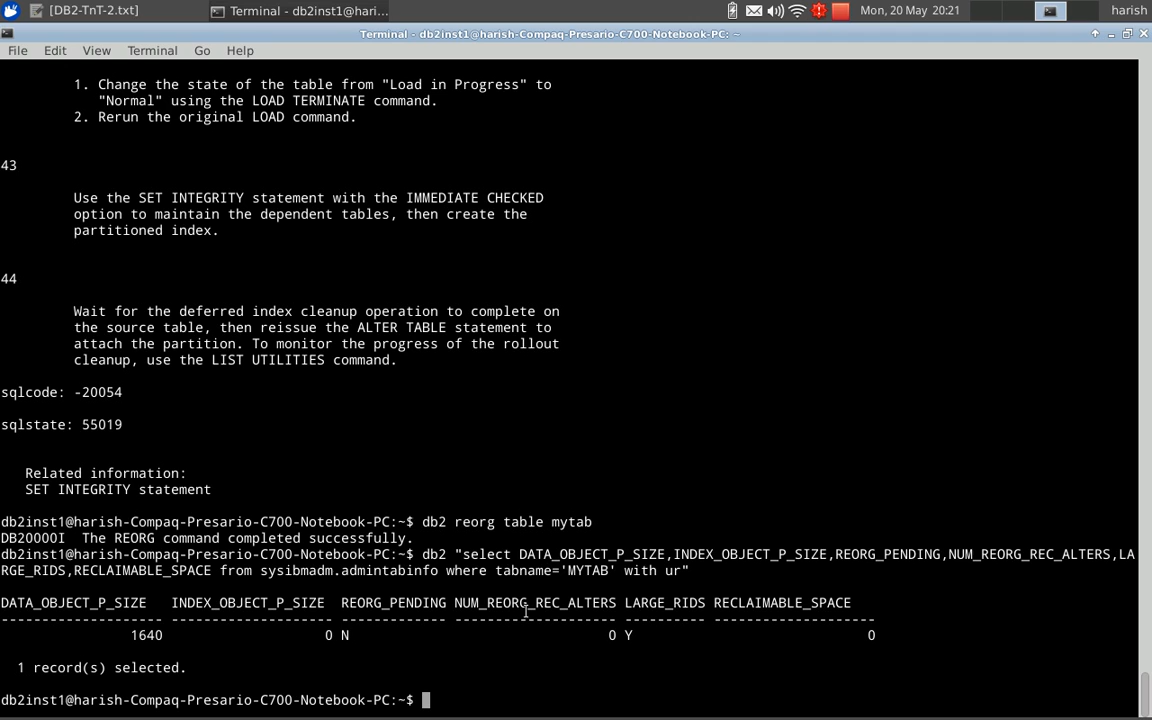 [DB2-TnT-2.txt] Terminal - db2inst1@hari... Mon, 20 May 20:21 harish
Terminal - db2inst1@harish-Compaq-Presario-C700-Notebook-PC: ~
File Edit View Terminal Go Help
1. Change the state of the table from "Load in Progress" to
"Normal" using the LOAD TERMINATE command.
2. Rerun the original LOAD command.
43
Use the SET INTEGRITY statement with the IMMEDIATE CHECKED
option to maintain the dependent tables, then create the
partitioned index.
44
Wait for the deferred index cleanup operation to complete on
the source table, then reissue the ALTER TABLE statement to
attach the partition. To monitor the progress of the rollout
cleanup, use the LIST UTILITIES command.
sqlcode: -20054
sqlstate: 55019
Related information:
SET INTEGRITY statement
db2inst1@harish-Compaq-Presario-C700-Notebook-PC:~$ db2 reorg table mytab
DB20000I  The REORG command completed successfully.
db2inst1@harish-Compaq-Presario-C700-Notebook-PC:~$ db2 "select DATA_OBJECT_P_SIZE,INDEX_OBJECT_P_SIZE,REORG_PENDING,NUM_REORG_REC_ALTERS,LA
RGE_RIDS,RECLAIMABLE_SPACE from sysibmadm.admintabinfo where tabname='MYTAB' with ur"
DATA_OBJECT_P_SIZE   INDEX_OBJECT_P_SIZE  REORG_PENDING NUM_REORG_REC_ALTERS LARGE_RIDS RECLAIMABLE_SPACE
-------------------- -------------------- ------------- -------------------- ---------- --------------------
1640 0 N 0 Y 0
1 record(s) selected.
db2inst1@harish-Compaq-Presario-C700-Notebook-PC:~$